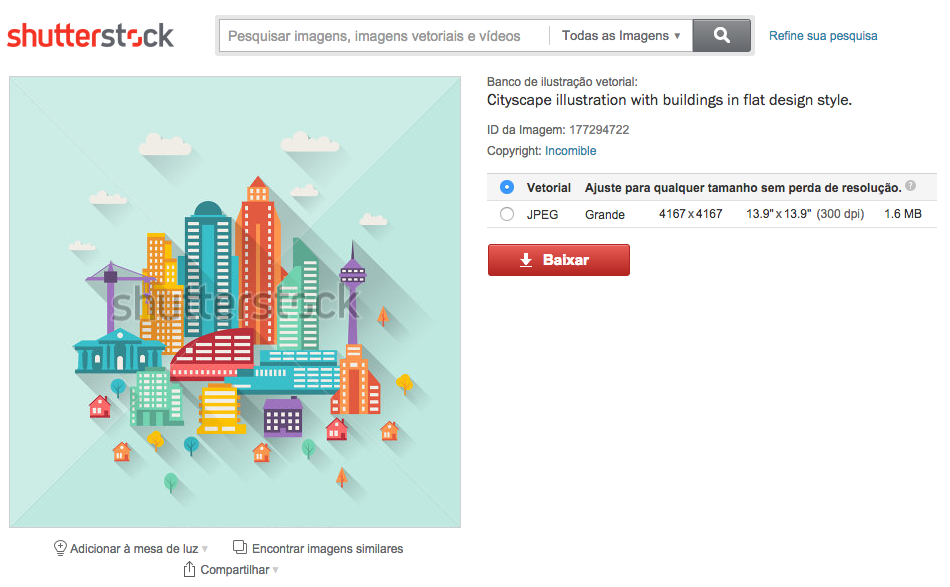 shutterstock
Pesquisar imagens, imagens vetoriais e vídeos
Todas as Imagens ▼
Refine sua pesquisa
Banco de ilustração vetorial:
Cityscape illustration with buildings in flat design style.
ID da Imagem: 177294722
Copyright: Incomible
Vetorial Ajuste para qualquer tamanho sem perda de resolução. ?
JPEG Grande 4167 x 4167 13.9" x 13.9" (300 dpi) 1.6 MB
Baixar
shutterstock
Adicionar à mesa de luz ▼ Encontrar imagens similares
Compartilhar ▼